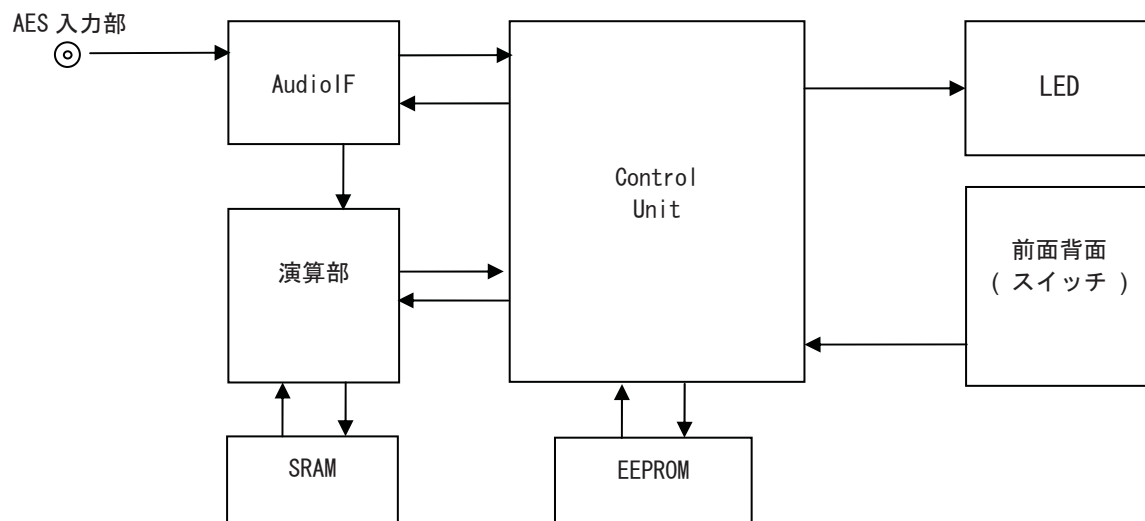 AES 入力部
AudioIF
LED
Control
Unit
演算部
前面背面
( スイッチ )
SRAM
EEPROM